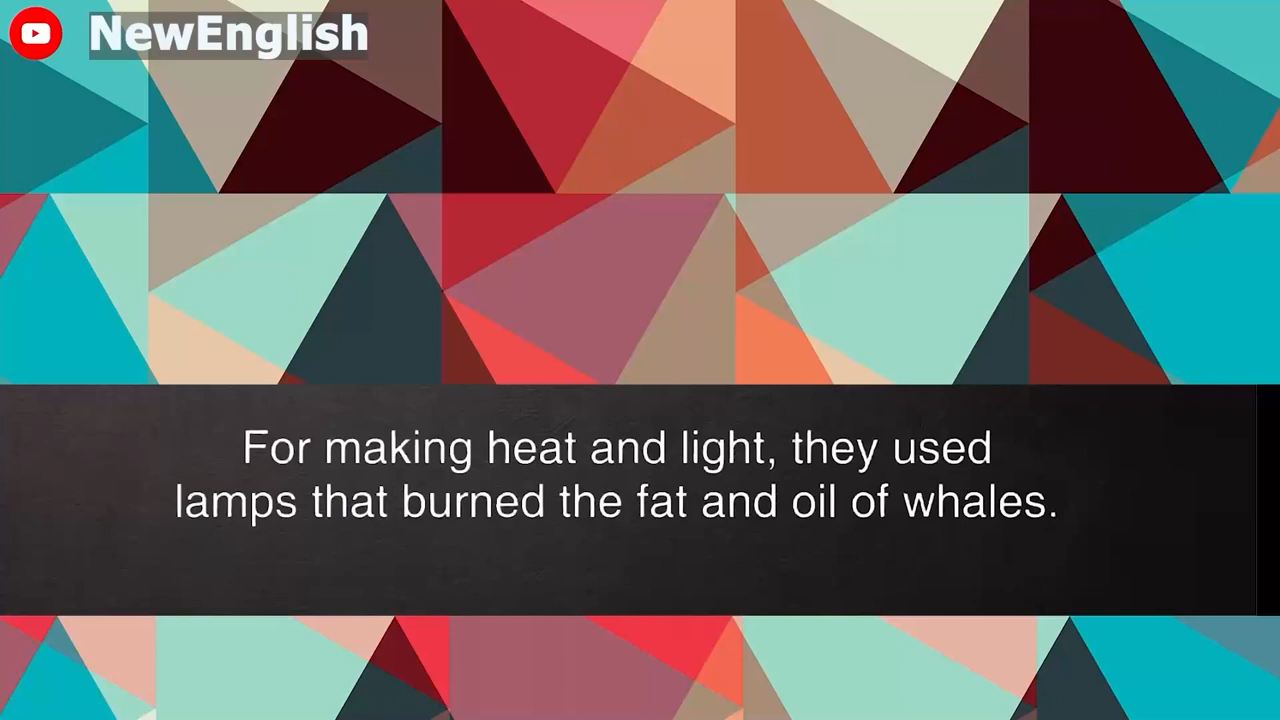 NewEnglish
For making heat and light, they used
lamps that burned the fat and oil of whales.